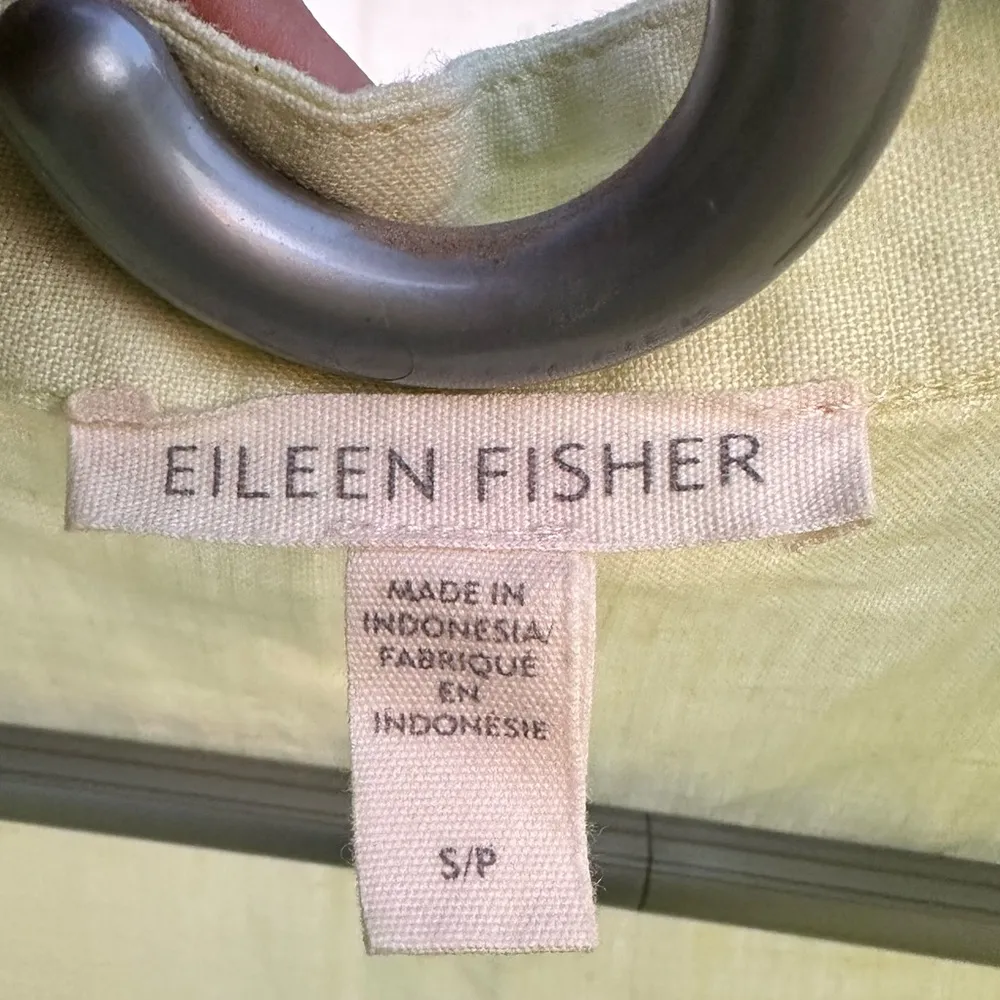 EILEEN FISHER
MADE IN
INDONESIA/
FABRIQUÉ
EN
INDONÉSIE
S/P